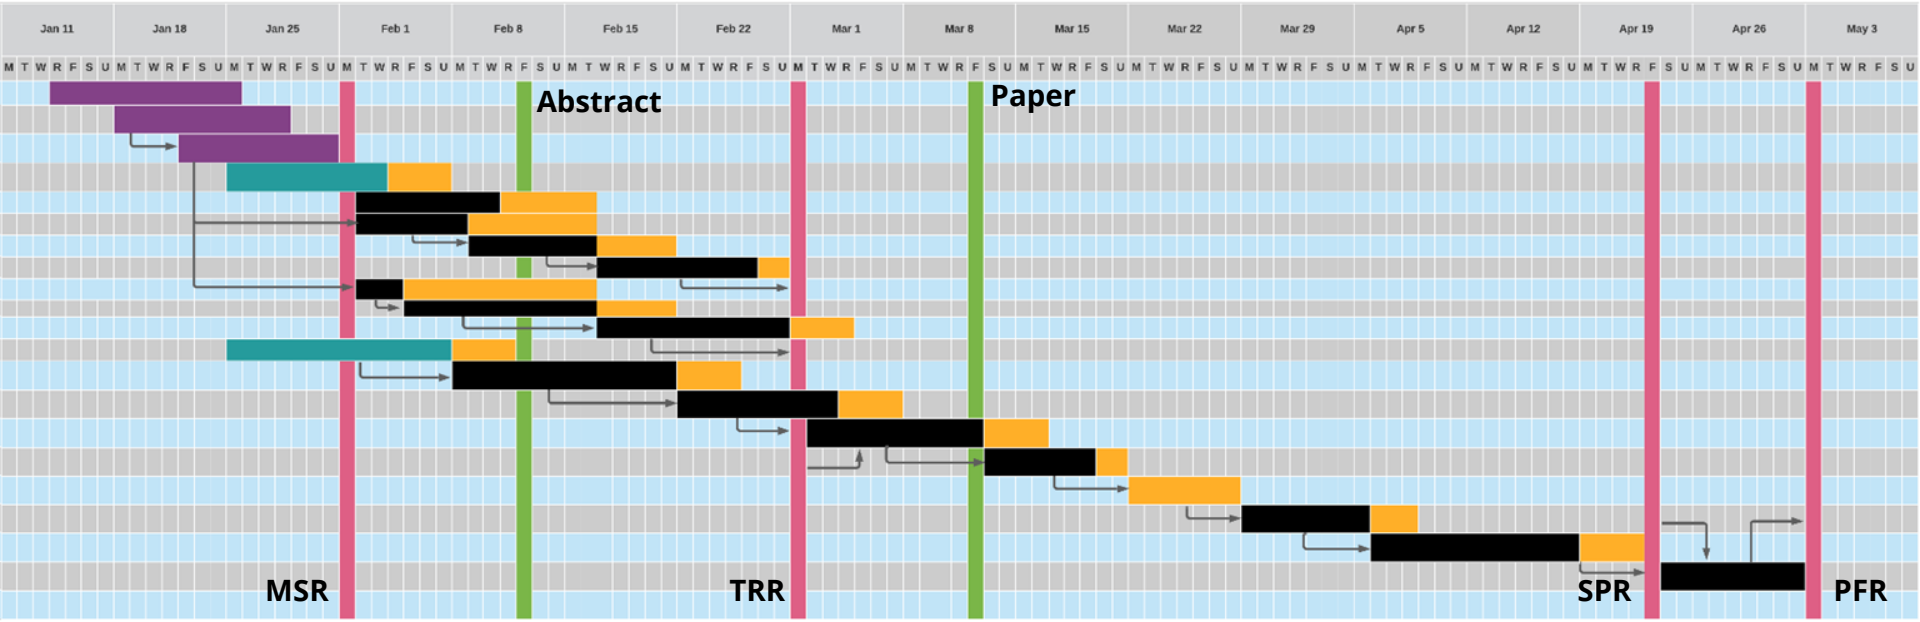 Jan 11 Jan 18 Jan 25 Feb 1 Feb 8 Feb 15 Feb 22 Mar 1 Mar 8 Mar 15 Mar 22 Mar 29 Apr 5 Apr 12 Apr 19 Apr 26 May 3
M T W R F S U M T W R F S U M T W R F S U M T W R F S U M T W R F S U M T W R F S U M T W R F S U M T W R F S U M T W R F S U M T W R F S U M T W R F S U M T W R F S U M T W R F S U M T W R F S U M T W R F S U M T W R F S U M T W R F S U
Abstract Paper
MSR TRR SPR PFR